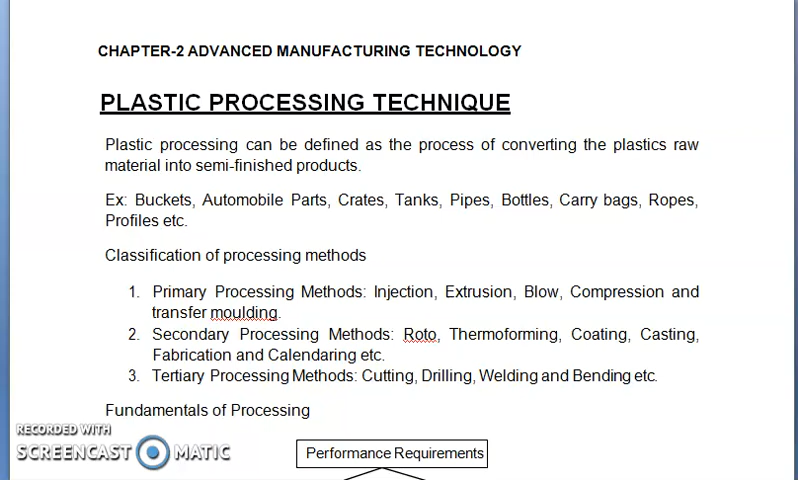 CHAPTER-2 ADVANCED MANUFACTURING TECHNOLOGY
PLASTIC PROCESSING TECHNIQUE
Plastic processing can be defined as the process of converting the plastics raw
material into semi-finished products.
Ex: Buckets, Automobile Parts, Crates, Tanks, Pipes, Bottles, Carry bags, Ropes,
Profiles etc.
Classification of processing methods
1. Primary Processing Methods: Injection, Extrusion, Blow, Compression and
transfer moulding.
2. Secondary Processing Methods: Roto, Thermoforming, Coating, Casting,
Fabrication and Calendaring etc.
3. Tertiary Processing Methods: Cutting, Drilling, Welding and Bending etc.
Fundamentals of Processing
RECORDED WITH
SCREENCAST MATIC
Performance Requirements